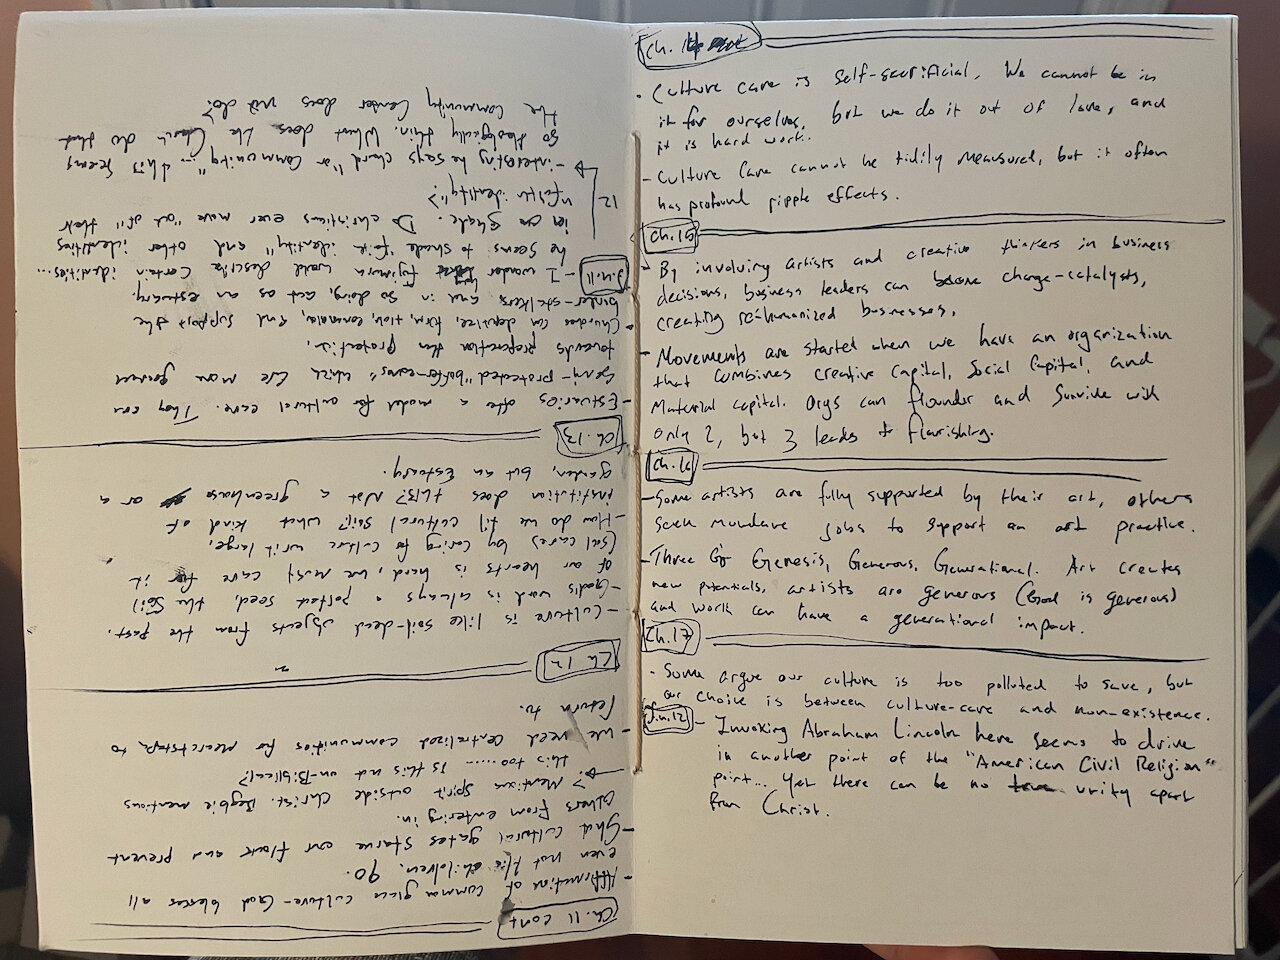 Ch. 11 cont
- Affirmation of common grace culture - God blesses all
even not his children. 90.
- Shut cultural gates starve our flock and prevent
others from entering in.
> Mentions spirit outside Christ. Begbie mentions
this too...... Is this not un-Biblical?
- We need centralized communities for mearcstapa to
return to.
Ch 12
- Culture is like soil - dead objects from the past.
- God's word is always a perfect seed, the soil
of our hearts is hard, we must care for it
(soul care) by caring for culture writ large.
- How do we till cultural soil? What kind of
institution does this? Not a greenhouse or a
garden, but an Estuary.
Ch. 13
- Estuaries offer a model for cultural care. They can
semi-protected "buffer-zones" which are more geared
towards preparation than protection.
- Churches can deputize, form, tion, commission, and support the
border-stalkers and in so doing, act as an estuary.
J.n.11 - I wonder how Fujimura would describe certain identities...
he seems to shade "fix identity" and "other identities
in one shade. Do christians ever move "out of" their
"fallen identity"?
12
- interesting he says church "or community" - this seems
so theologically thin. What does the Church do that
the Community Center does not do?
Ch. 14
• Culture care is self-sacrificial. We cannot be in
it for ourselves, but we do it out of love, and
it is hard work.
- Culture Care cannot be tidily measured, but it often
has profound ripple effects.
Ch. 15
- By involving artists and creative thinkers in business
decisions, business leaders can become change-catalysts,
creating re-humanized businesses.
- Movements are started when we have an organization
that combines creative capital, Social Capital, and
Material capital. Orgs can flounder and Survive with
only 2, but 3 leads to flourishing.
Ch. 16
- Some artists are fully supported by their art, others
seek mundane jobs to support an art practice.
- Three G's: Genesis, Generous, Generational. Art creates
new potentials, artists are generous (God is generous)
and work can have a generational impact.
Ch. 17
• Some argue our culture is too polluted to save, but
our choice is between culture-care and non-existence.
J.n.12 - Invoking Abraham Lincoln here seems to drive
in another point of the "American Civil Religion"
point... Yet there can be no unity apart
from Christ.